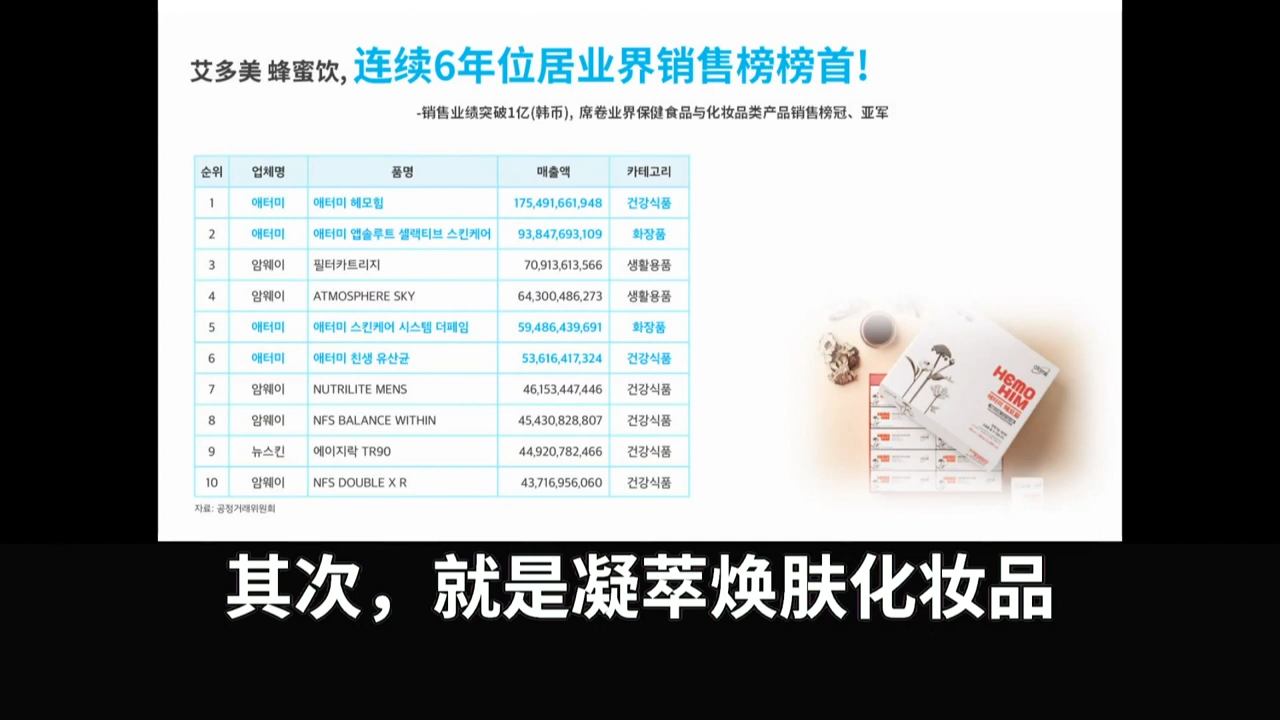 艾多美 蜂蜜饮, 连续6年位居业界销售榜榜首!
-销售业绩突破1亿(韩币), 席卷业界保健食品与化妆品类产品销售榜冠、亚军
순위 업체명 품명 매출액 카테고리
1 애터미 애터미 헤모힘 175,491,661,948 건강식품
2 애터미 애터미 앱솔루트 셀랙티브 스킨케어 93,847,693,109 화장품
3 암웨이 필터카트리지 70,913,613,566 생활용품
4 암웨이 ATMOSPHERE SKY 64,300,486,273 생활용품
5 애터미 애터미 스킨케어 시스템 더페임 59,486,439,691 화장품
6 애터미 애터미 친생 유산균 53,616,417,324 건강식품
7 암웨이 NUTRILITE MENS 46,153,447,446 건강식품
8 암웨이 NFS BALANCE WITHIN 45,430,828,807 건강식품
9 뉴스킨 에이지락 TR90 44,920,782,466 건강식품
10 암웨이 NFS DOUBLE X R 43,716,956,060 건강식품
자료: 공정거래위원회
HEMO
HIM
其次，就是凝萃焕肤化妆品